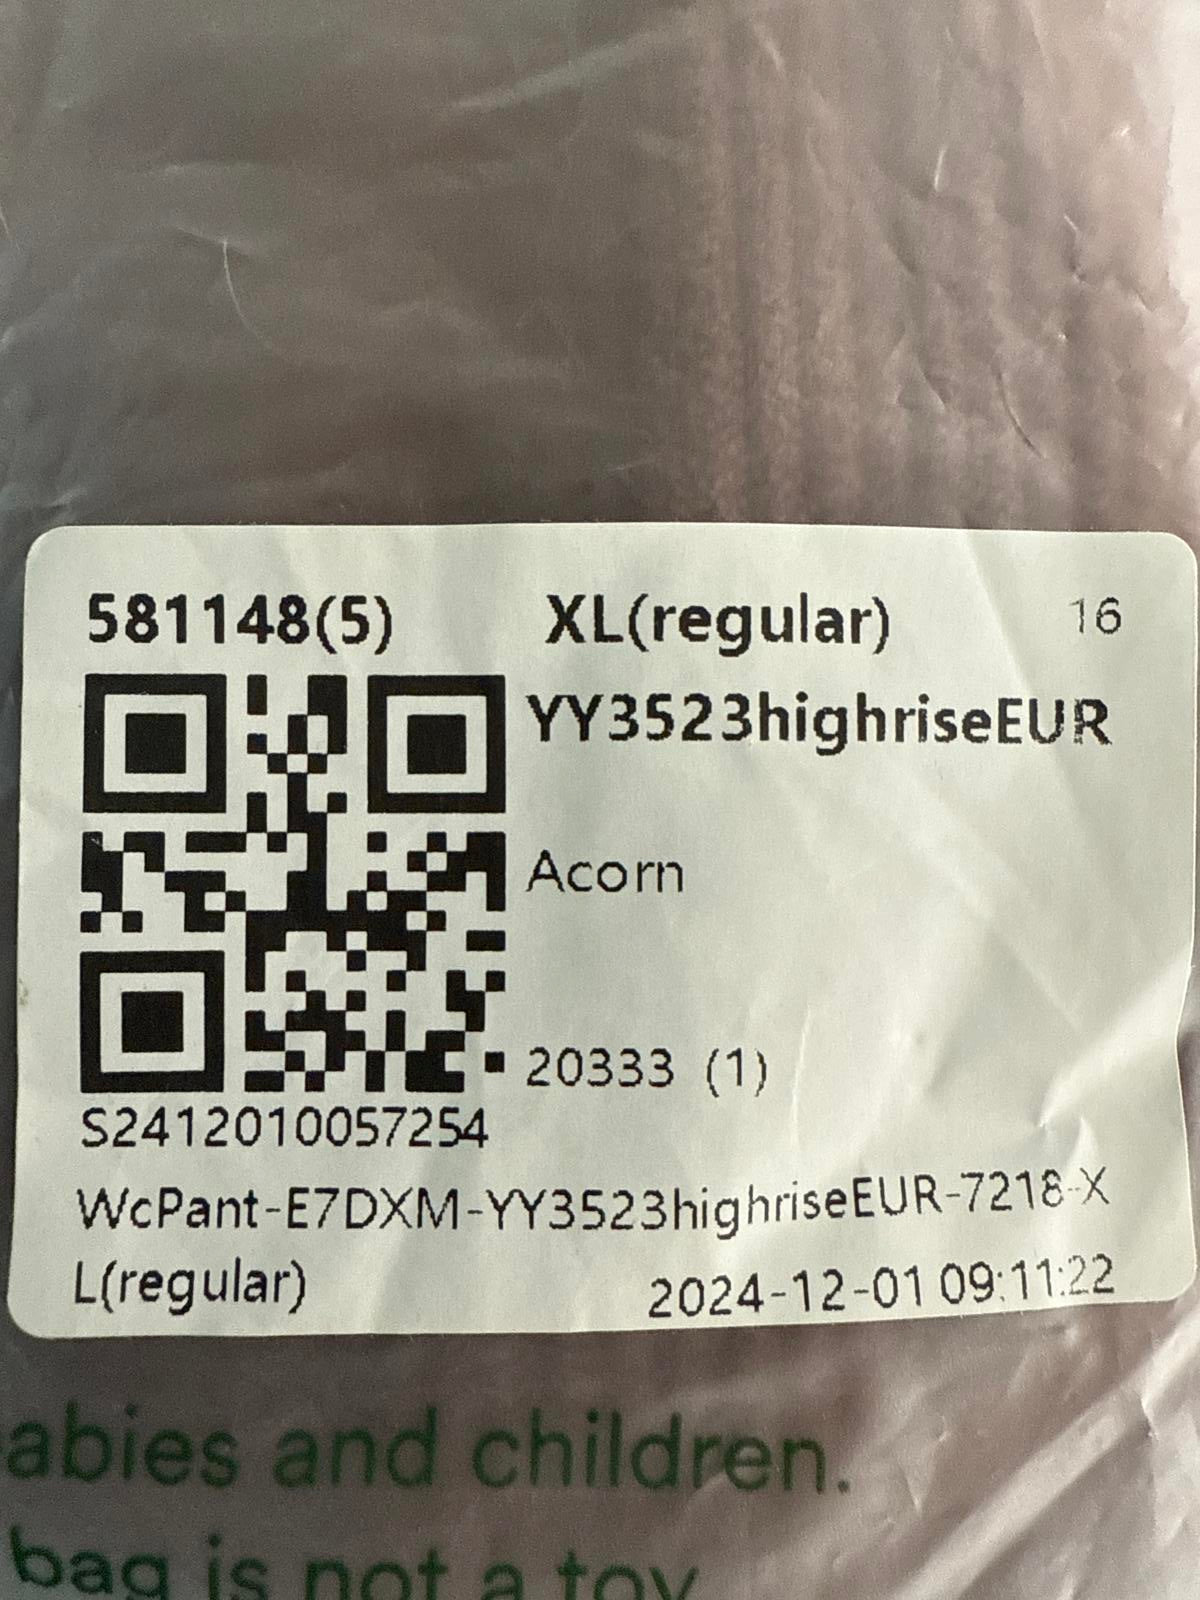 581148(5) XL(regular) 16
YY3523highriseEUR
Acorn
20333 (1)
S2412010057254
WcPant-E7DXM-YY3523highriseEUR-7218-X
L(regular) 2024-12-01 09:11:22
abies and children.
bag is not a toy